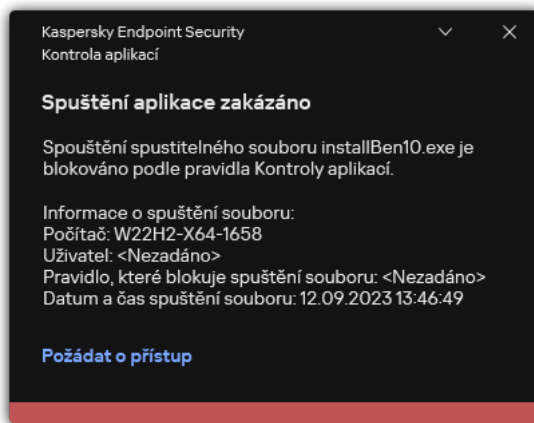 Kaspersky Endpoint Security
Kontrola aplikací
Spuštění aplikace zakázáno
Spouštění spustitelného souboru installBen10.exe je
blokováno podle pravidla Kontroly aplikací.
Informace o spuštění souboru:
Počítač: W22H2-X64-1658
Uživatel: <Nezadáno>
Pravidlo, které blokuje spuštění souboru: <Nezadáno>
Datum a čas spuštění souboru: 12.09.2023 13:46:49
Požádat o přístup